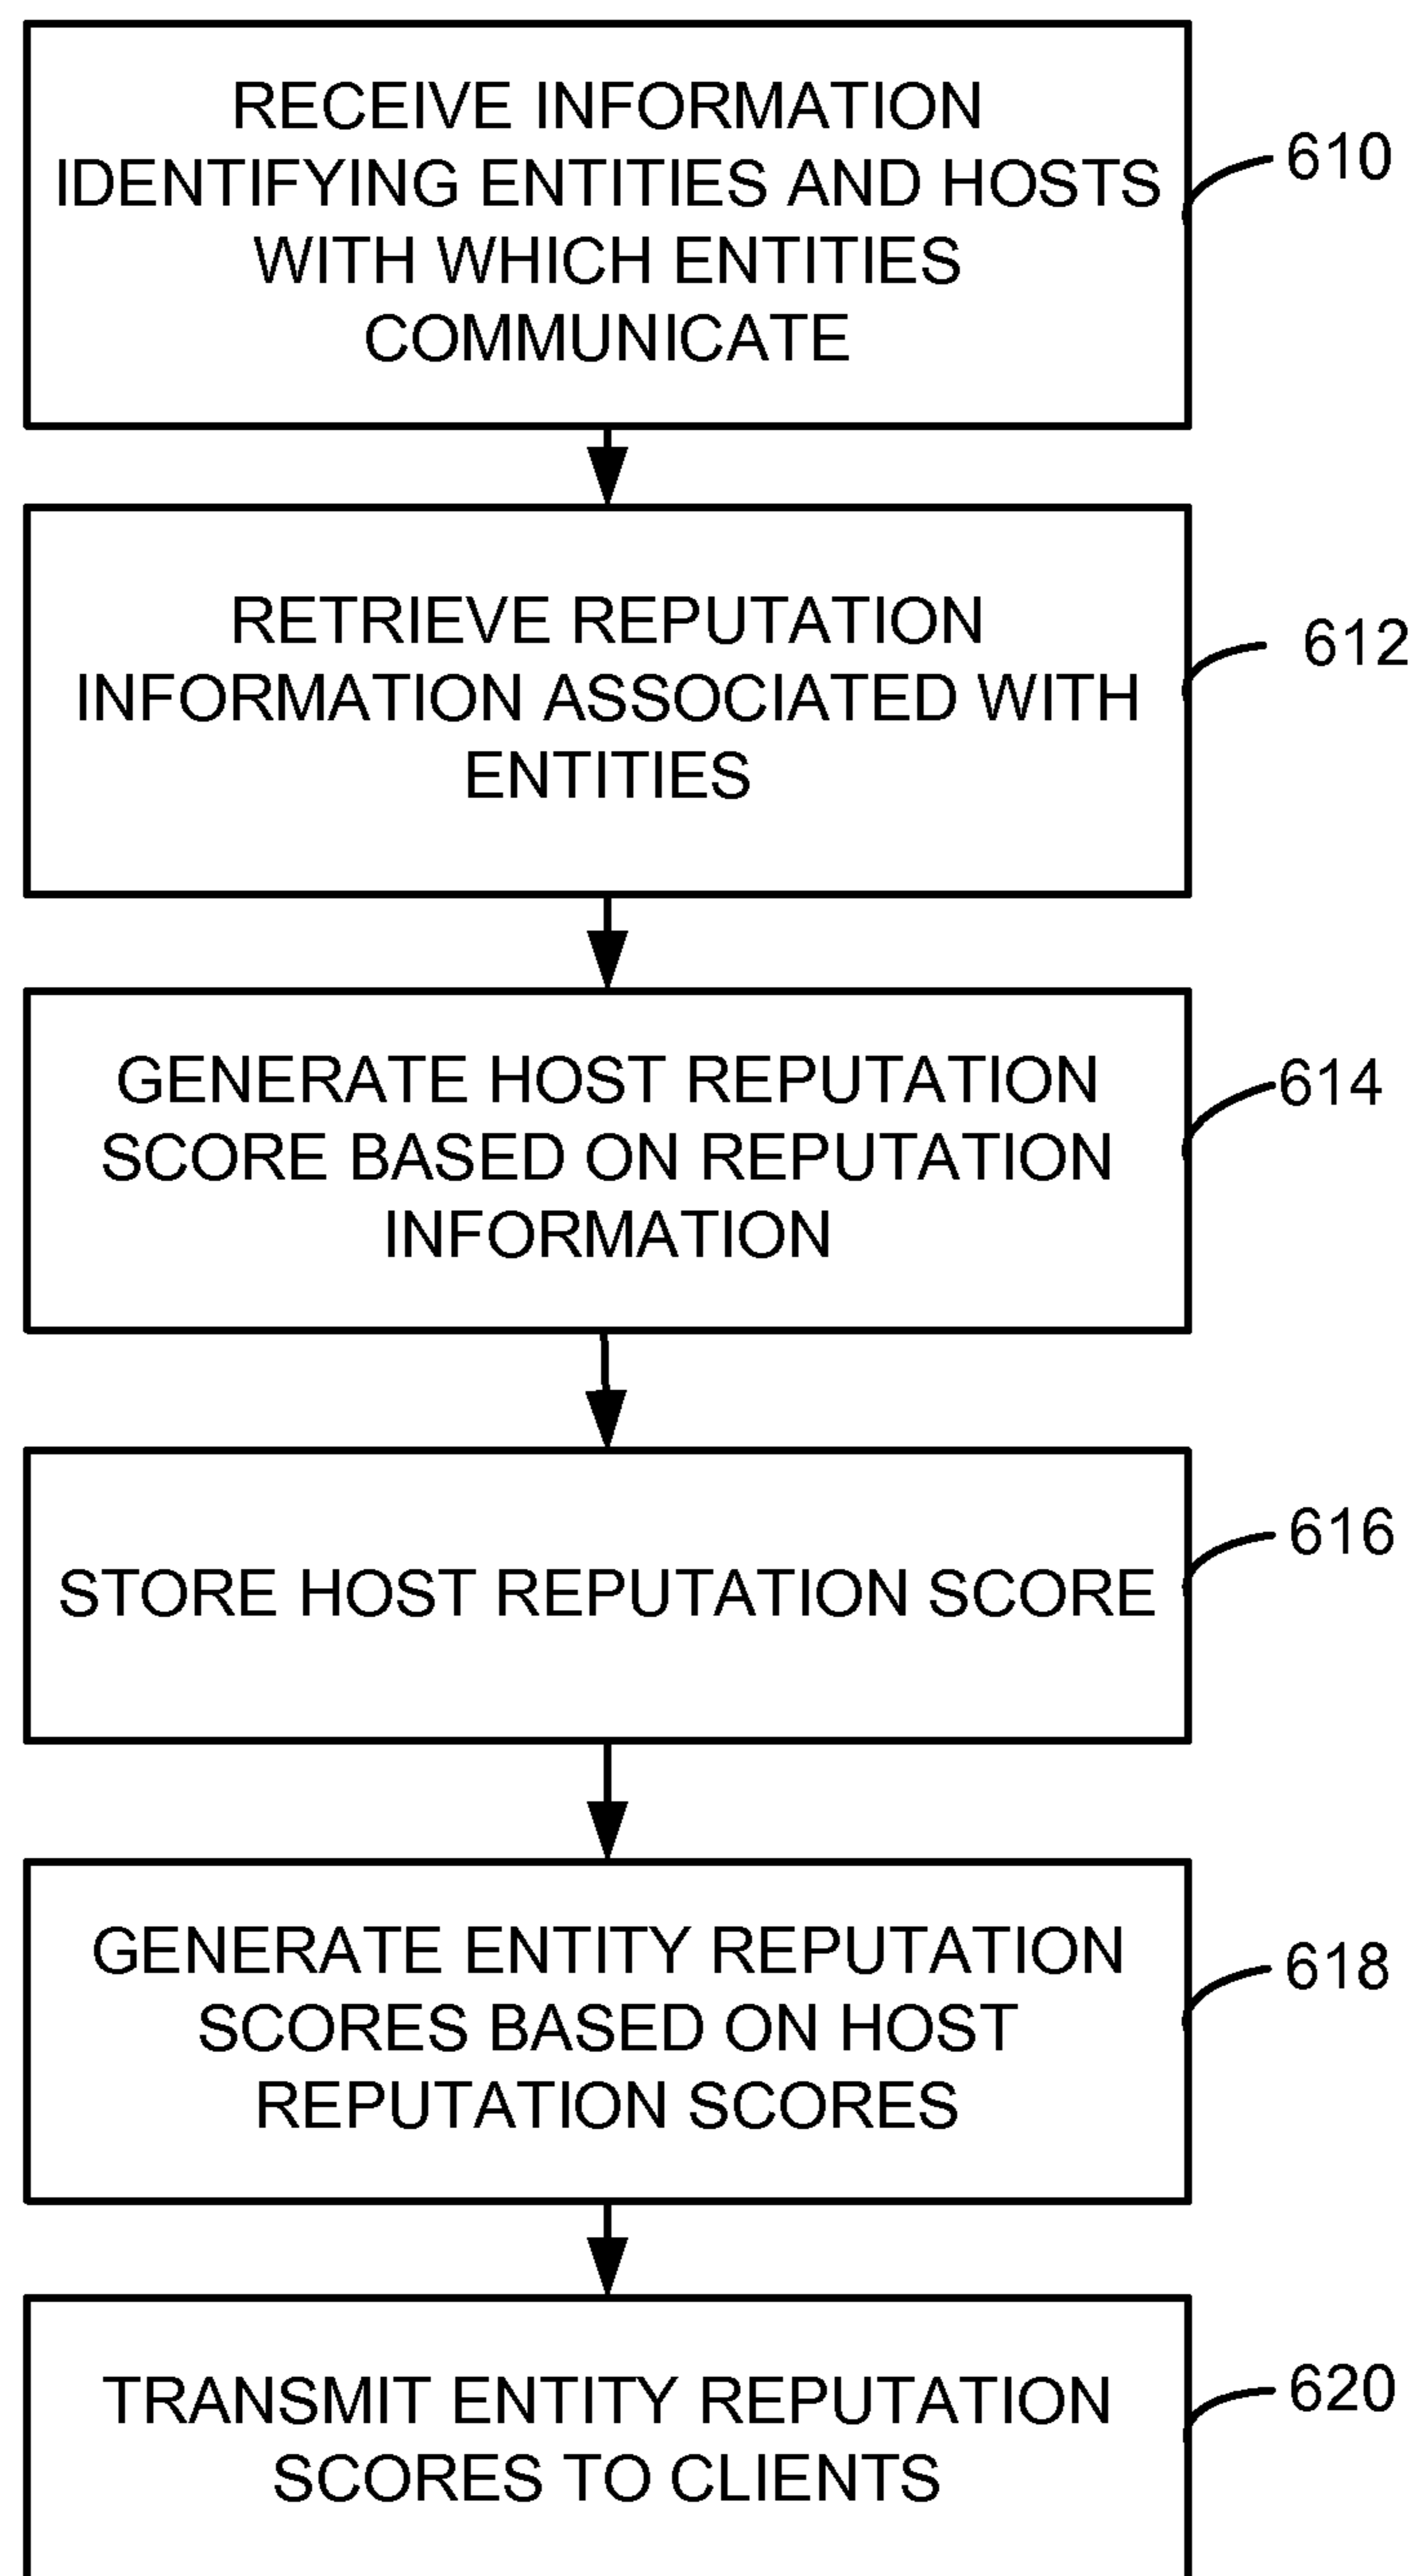 RECEIVE INFORMATION
IDENTIFYING ENTITIES AND HOSTS
WITH WHICH ENTITIES
COMMUNICATE
610
RETRIEVE REPUTATION
INFORMATION ASSOCIATED WITH
ENTITIES
612
GENERATE HOST REPUTATION
SCORE BASED ON REPUTATION
INFORMATION
614
STORE HOST REPUTATION SCORE
616
GENERATE ENTITY REPUTATION
SCORES BASED ON HOST
REPUTATION SCORES
618
TRANSMIT ENTITY REPUTATION
SCORES TO CLIENTS
620